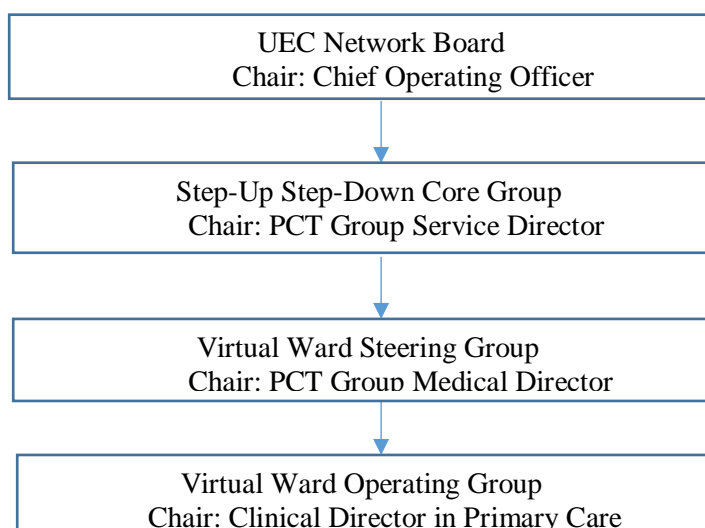 UEC Network Board
Chair: Chief Operating Officer
Step-Up Step-Down Core Group
Chair: PCT Group Service Director
Virtual Ward Steering Group
Chair: PCT Group Medical Director
Virtual Ward Operating Group
Chair: Clinical Director in Primary Care